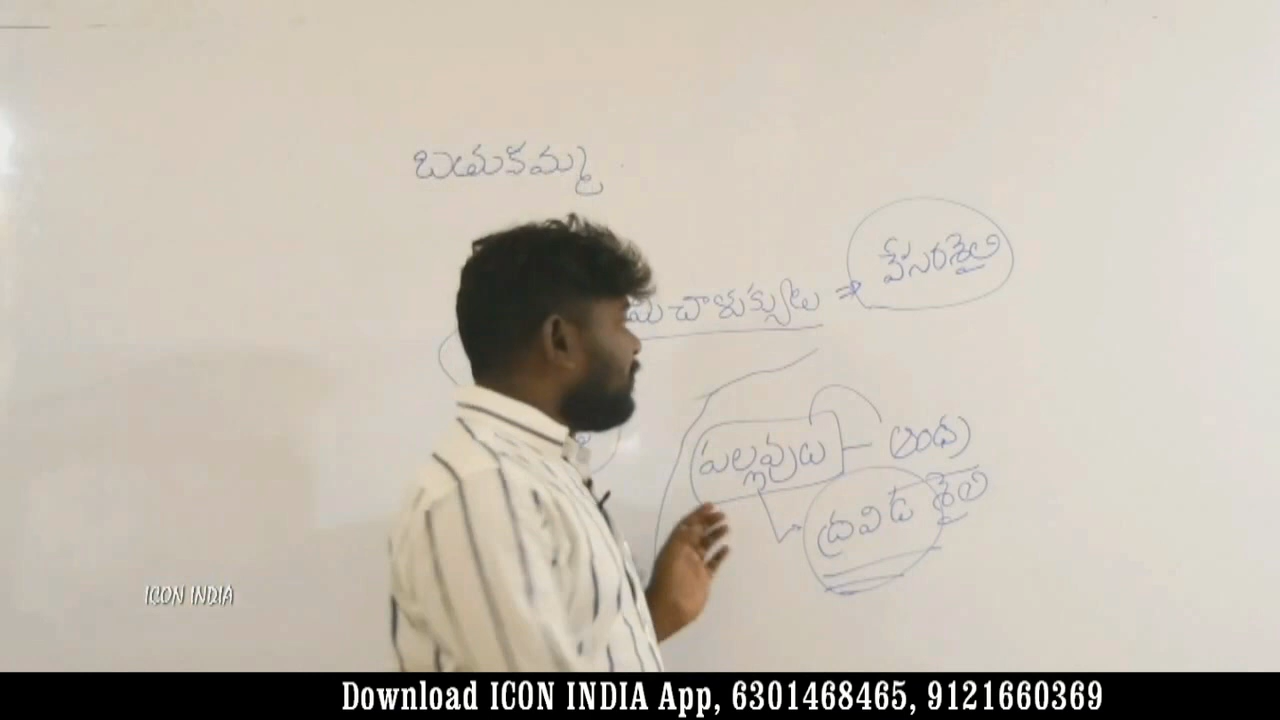 బతుకమ్మ
చాళుక్యులు ⇒ వేసరశైలి
పల్లవులు — ఆంధ్ర
ద్రవిడ శైలి
ICON INDIA
Download ICON INDIA App, 6301468465, 9121660369